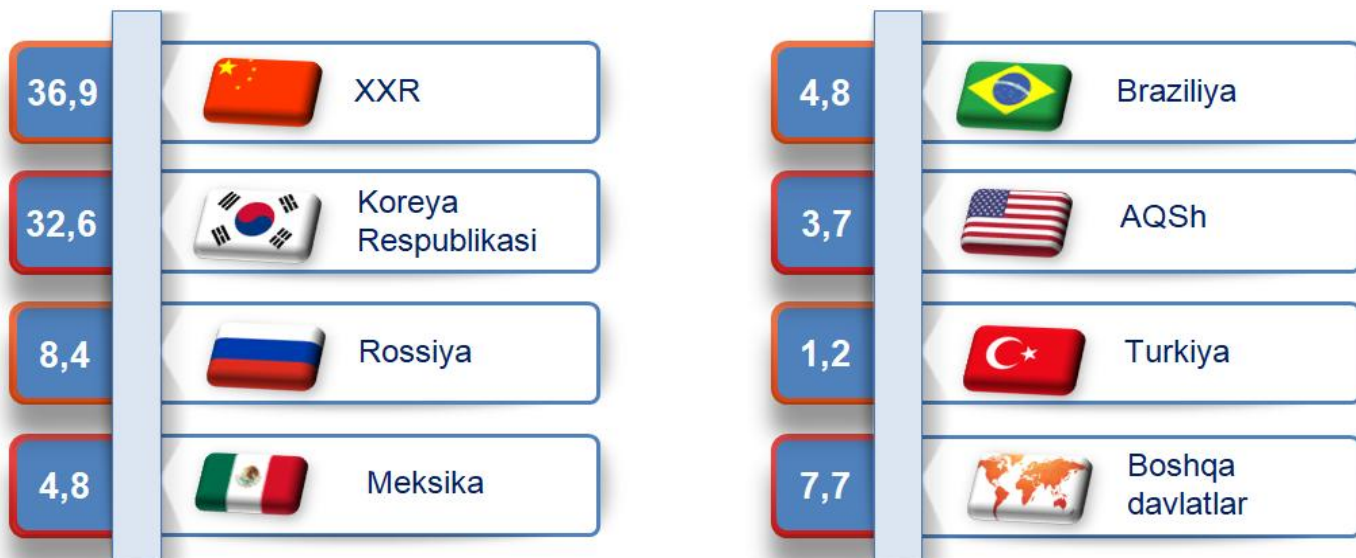 36,9
XXR
32,6
Koreya
Respublikasi
8,4
Rossiya
4,8
Meksika
4,8
Braziliya
3,7
AQSh
1,2
Turkiya
7,7
Boshqa
davlatlar